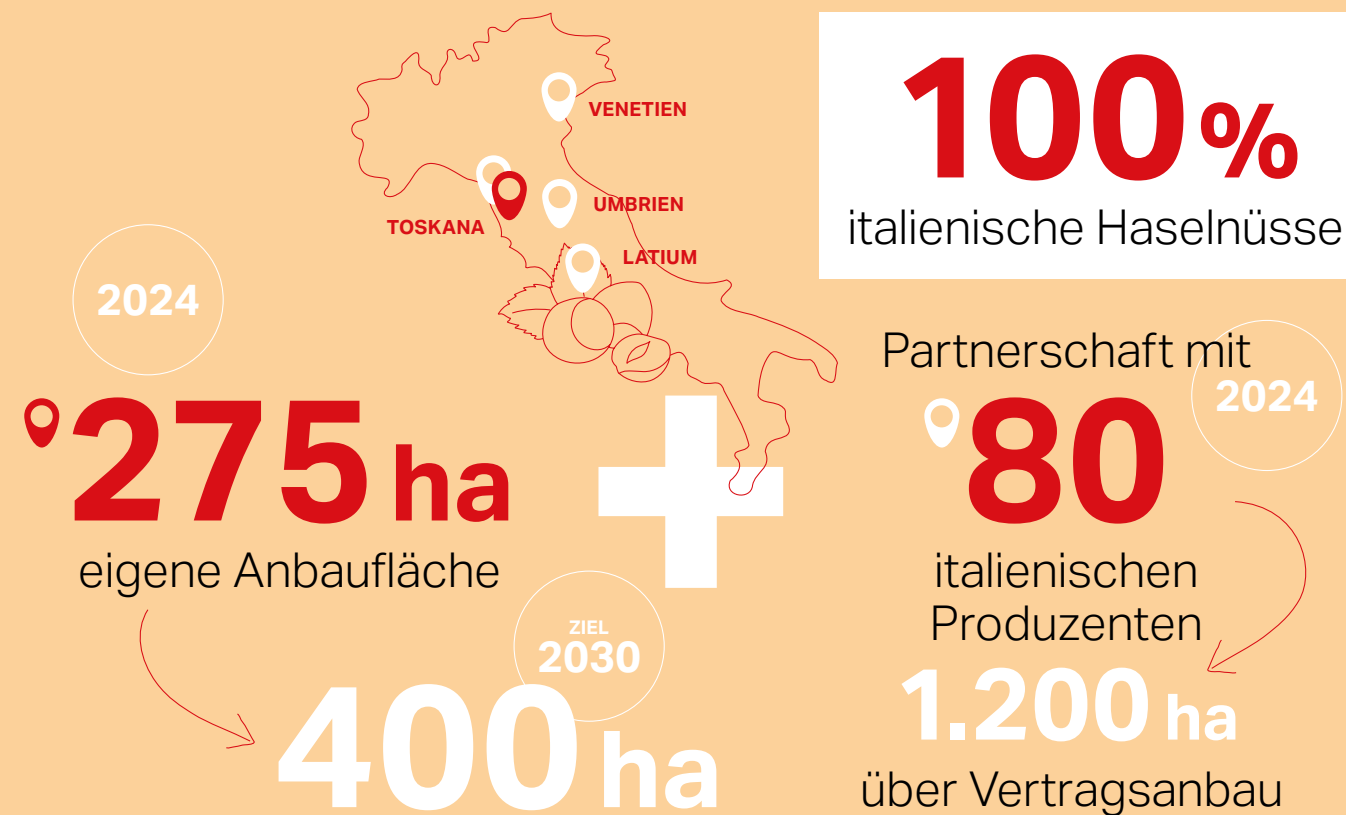 VENETIEN
TOSKANA
UMBRIEN
LATIUM
100 %
italienische Haselnüsse
2024
275 ha
eigene Anbaufläche
ZIEL
2030
400 ha
Partnerschaft mit
2024
80
italienischen
Produzenten
1.200 ha
über Vertragsanbau